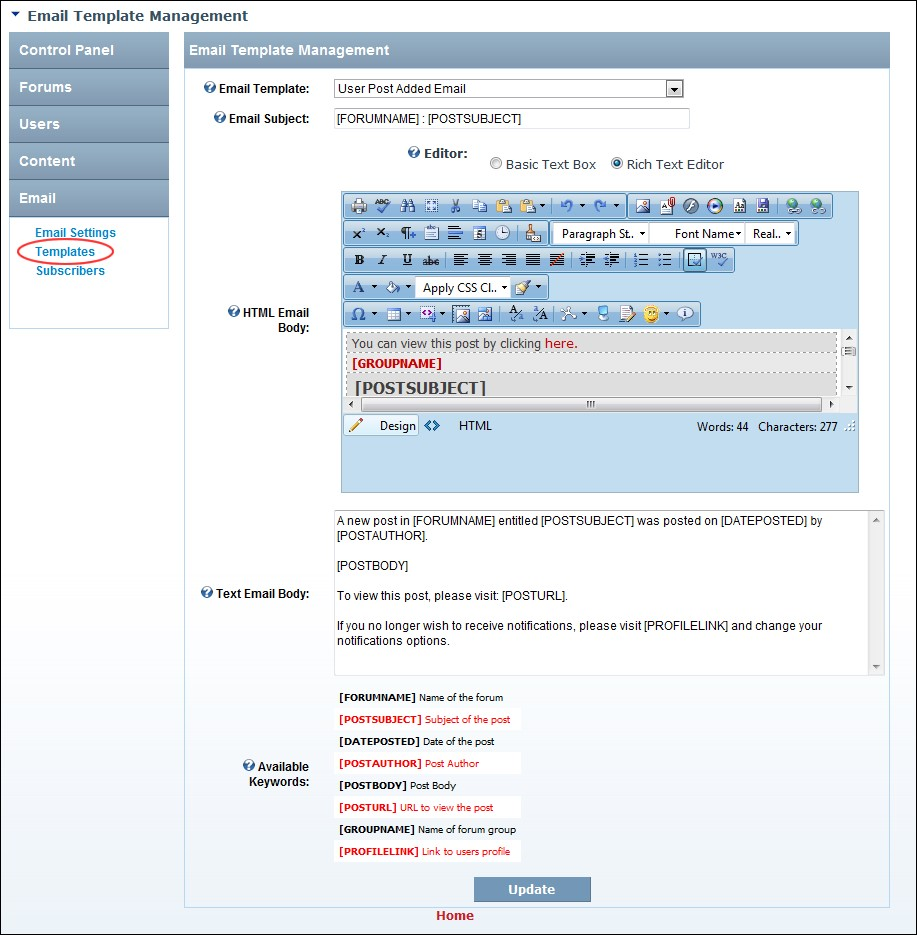 Email Template Management
Control Panel
Forums
Users
Content
Email
Email Settings
Templates
Subscribers
Email Template Management
Email Template: User Post Added Email
Email Subject: [FORUMNAME] : [POSTSUBJECT]
Editor: Basic Text Box Rich Text Editor
Paragraph St.. Font Name Real..
B I U abc W3C
A Apply CSS Cl..
HTML Email Body:
You can view this post by clicking here.
[GROUPNAME]
[POSTSUBJECT]
Design HTML Words: 44 Characters: 277
Text Email Body:
A new post in [FORUMNAME] entitled [POSTSUBJECT] was posted on [DATEPOSTED] by
[POSTAUTHOR].
[POSTBODY]
To view this post, please visit: [POSTURL].
If you no longer wish to receive notifications, please visit [PROFILELINK] and change your
notifications options.
Available Keywords:
[FORUMNAME] Name of the forum
[POSTSUBJECT] Subject of the post
[DATEPOSTED] Date of the post
[POSTAUTHOR] Post Author
[POSTBODY] Post Body
[POSTURL] URL to view the post
[GROUPNAME] Name of forum group
[PROFILELINK] Link to users profile
Update
Home